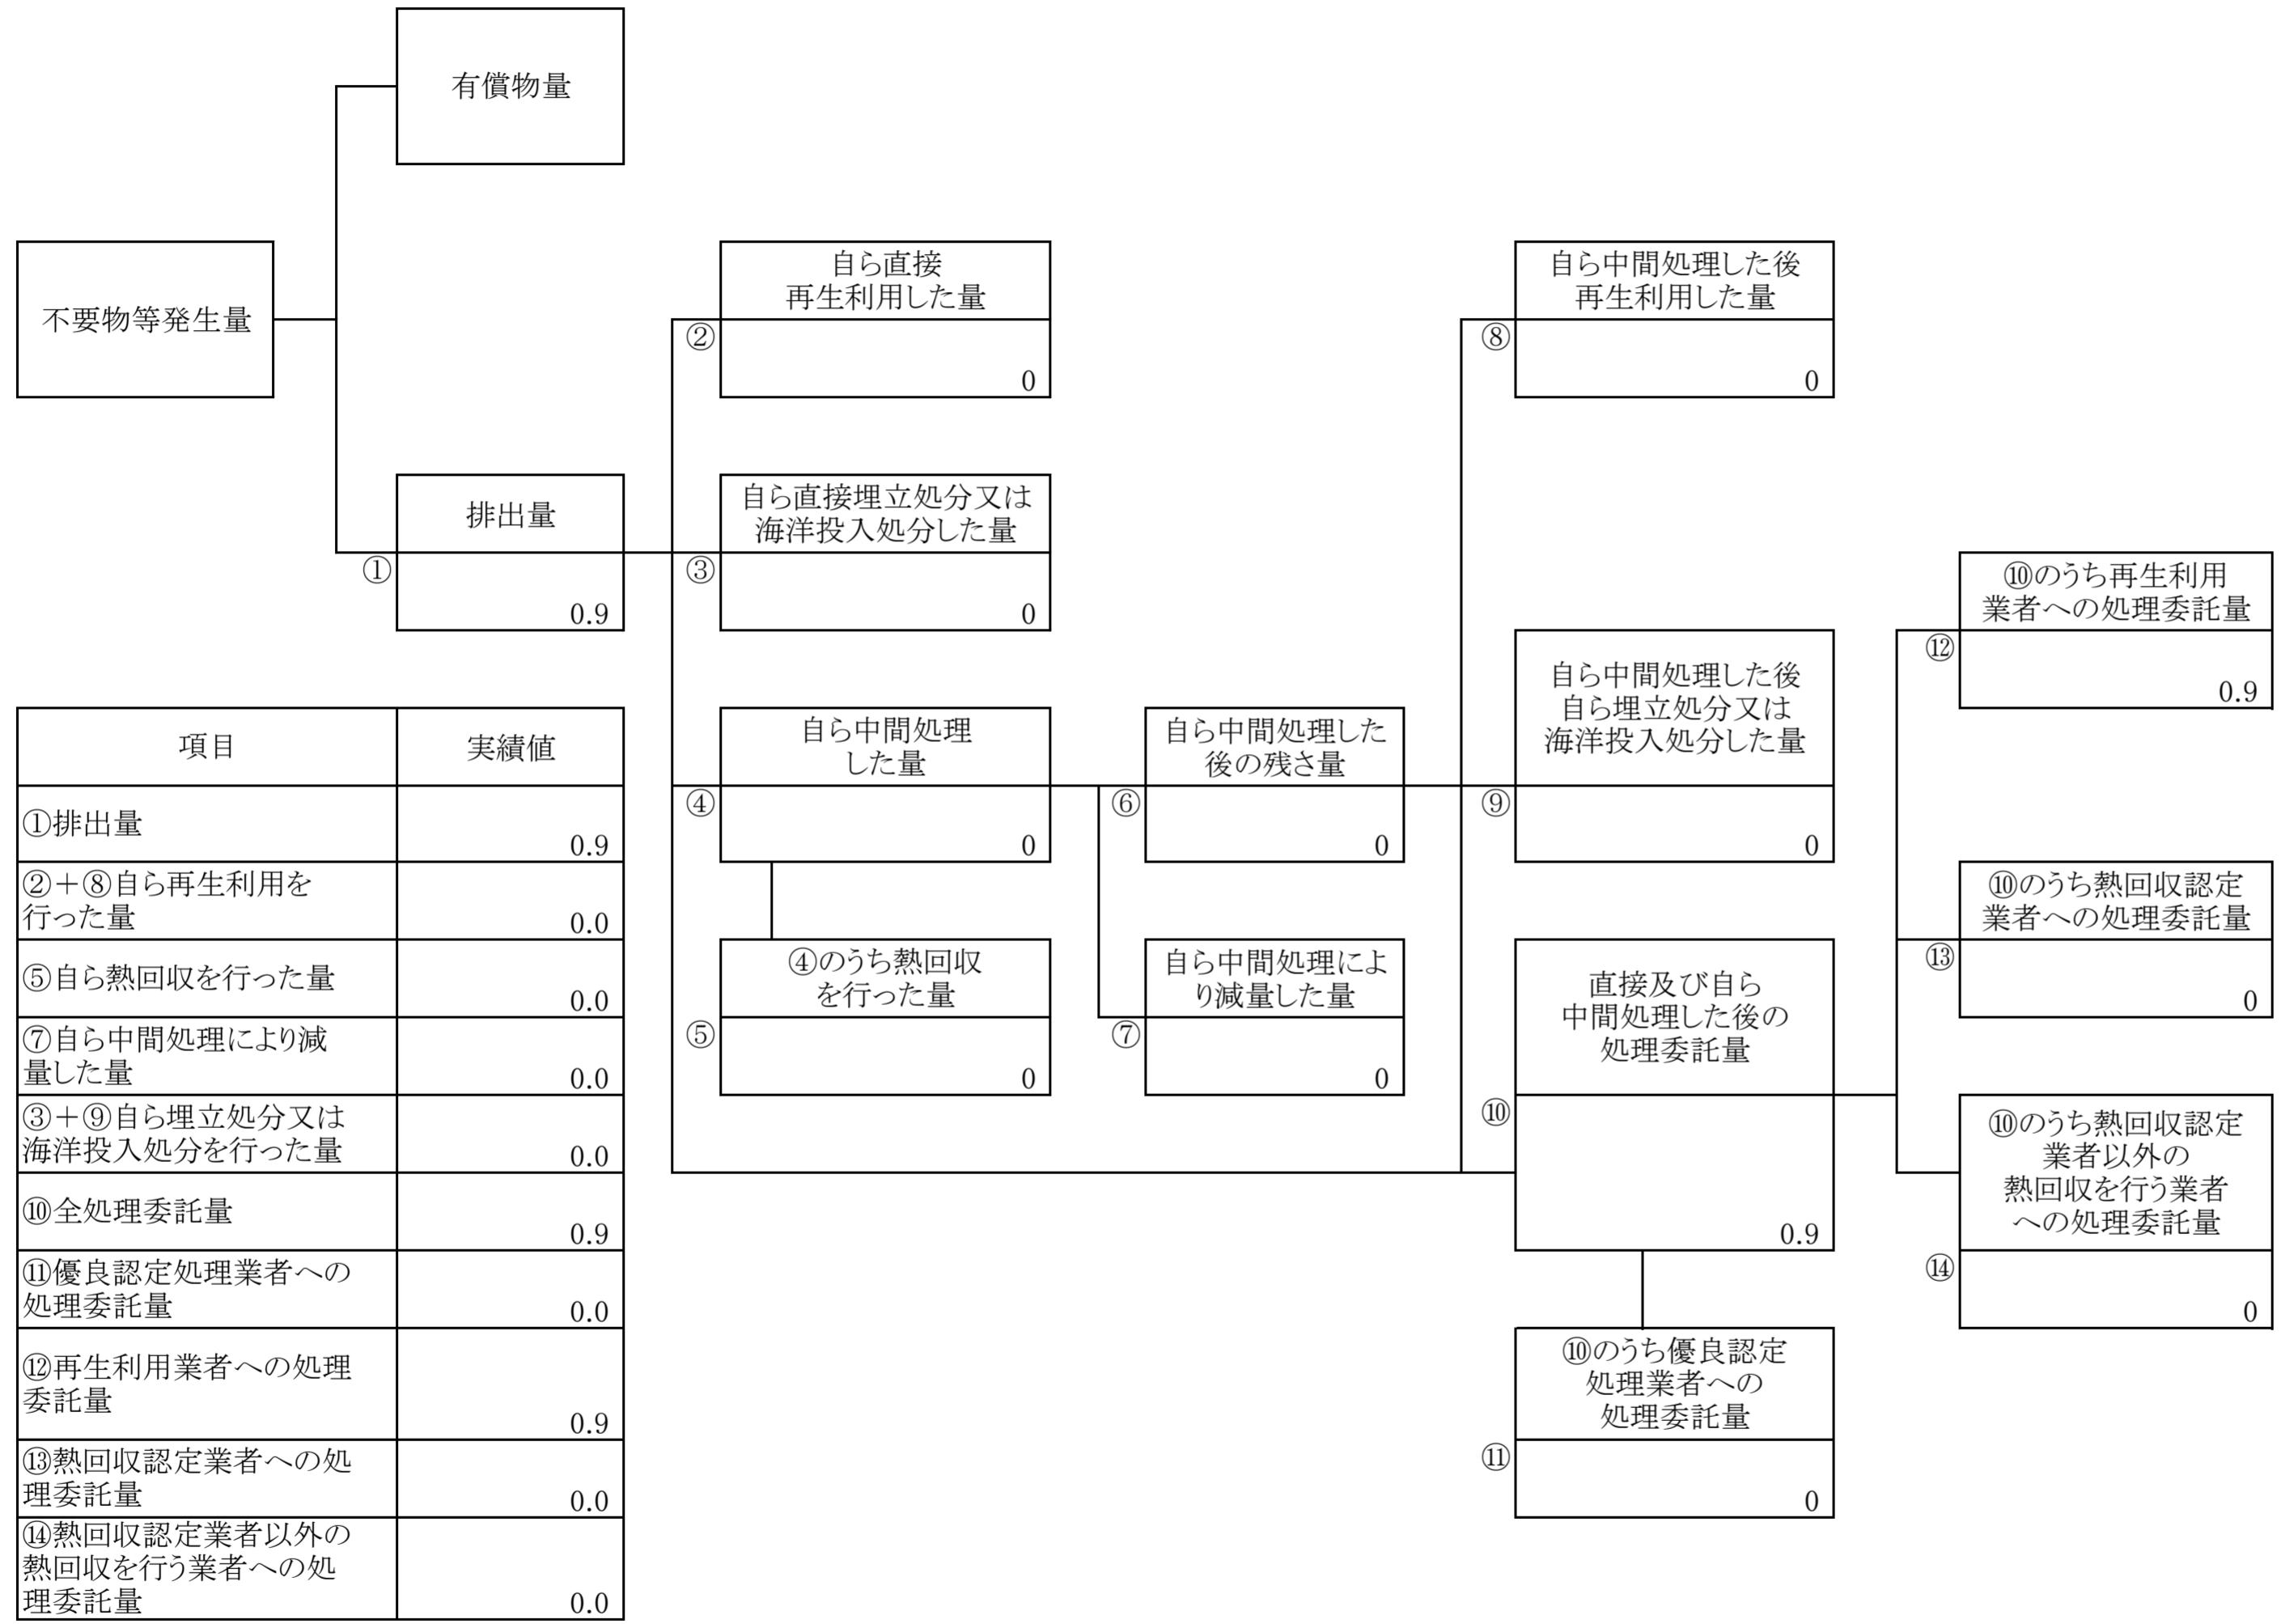 有償物量
不要物等発生量
排出量
①
0.9
自ら直接
再生利用した量
②
0
自ら直接埋立処分又は
海洋投入処分した量
③
0
自ら中間処理
した量
④
0
④のうち熱回収
を行った量
⑤
0
自ら中間処理した
後の残さ量
⑥
0
自ら中間処理によ
り減量した量
⑦
0
自ら中間処理した後
再生利用した量
⑧
0
自ら中間処理した後
自ら埋立処分又は
海洋投入処分した量
⑨
0
直接及び自ら
中間処理した後の
処理委託量
⑩
0.9
⑩のうち優良認定
処理業者への
処理委託量
⑪
0
⑩のうち再生利用
業者への処理委託量
⑫
0.9
⑩のうち熱回収認定
業者への処理委託量
⑬
0
⑩のうち熱回収認定
業者以外の
熱回収を行う業者
への処理委託量
⑭
0
項目 実績値
①排出量
0.9
②＋⑧自ら再生利用を
行った量
0.0
⑤自ら熱回収を行った量
0.0
⑦自ら中間処理により減
量した量
0.0
③＋⑨自ら埋立処分又は
海洋投入処分を行った量
0.0
⑩全処理委託量
0.9
⑪優良認定処理業者への
処理委託量
0.0
⑫再生利用業者への処理
委託量
0.9
⑬熱回収認定業者への処
理委託量
0.0
⑭熱回収認定業者以外の
熱回収を行う業者への処
理委託量
0.0